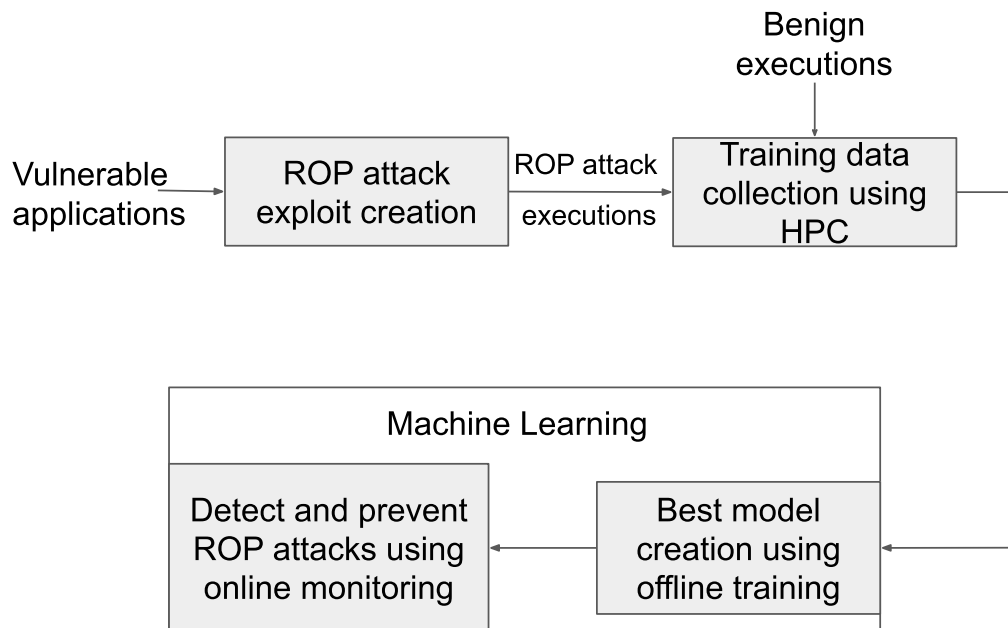 Benign
executions
Vulnerable
applications
ROP attack
exploit creation
ROP attack
executions
Training data
collection using
HPC
Machine Learning
Detect and prevent
ROP attacks using
online monitoring
Best model
creation using
offline training